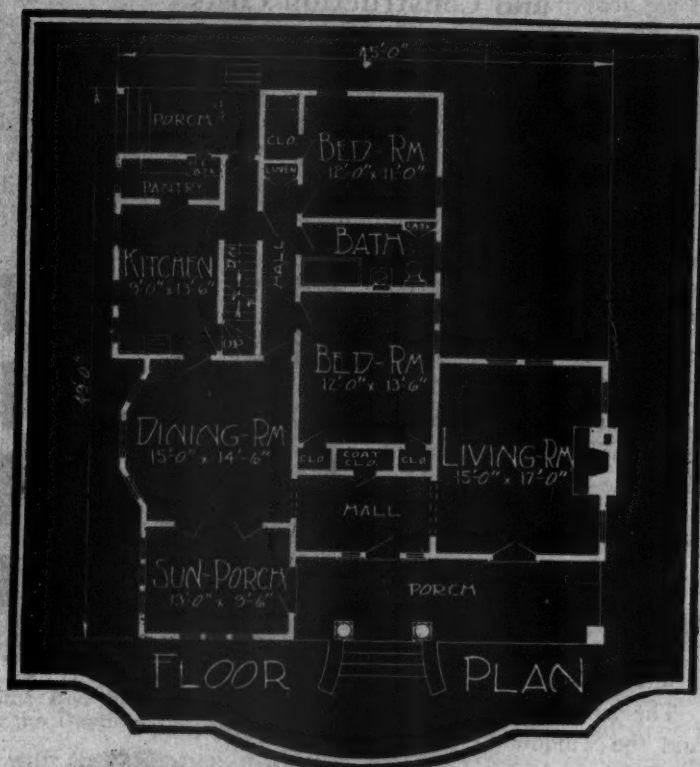 45'-0"
PORCH
CLO.
BED-RM
12'-0" x 11'-0"
LINEN
PANTRY
BATH
KITCHEN
9'-0" x 13'-6"
HALL
UP
BED-RM
12'-0" x 13'-6"
49'-0"
DINING-RM
15'-0" x 14'-6"
CLO.
COAT
CLO.
CLO.
LIVING-RM
15'-0" x 17'-0"
HALL
SUN-PORCH
13'-0" x 9'-6"
PORCH
FLOOR PLAN